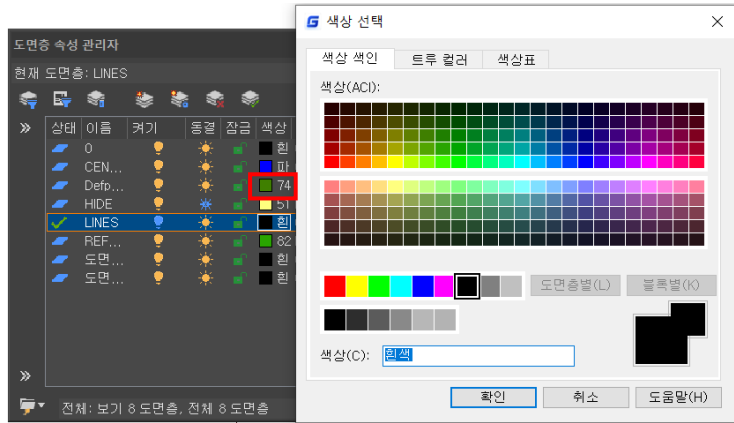 색상 선택
도면층 속성 관리자
현재 도면층: LINES
상태 이름 켜기 동결 잠금 색상
0 흰
CEN... 파
Defp... 74
HIDE 51
LINES 흰
REF... 82
도면... 흰
도면... 흰
전체: 보기 8 도면층, 전체 8 도면층
색상 색인 트루 컬러 색상표
색상(ACI):
도면층별(L) 블록별(K)
색상(C): 흰색
확인 취소 도움말(H)